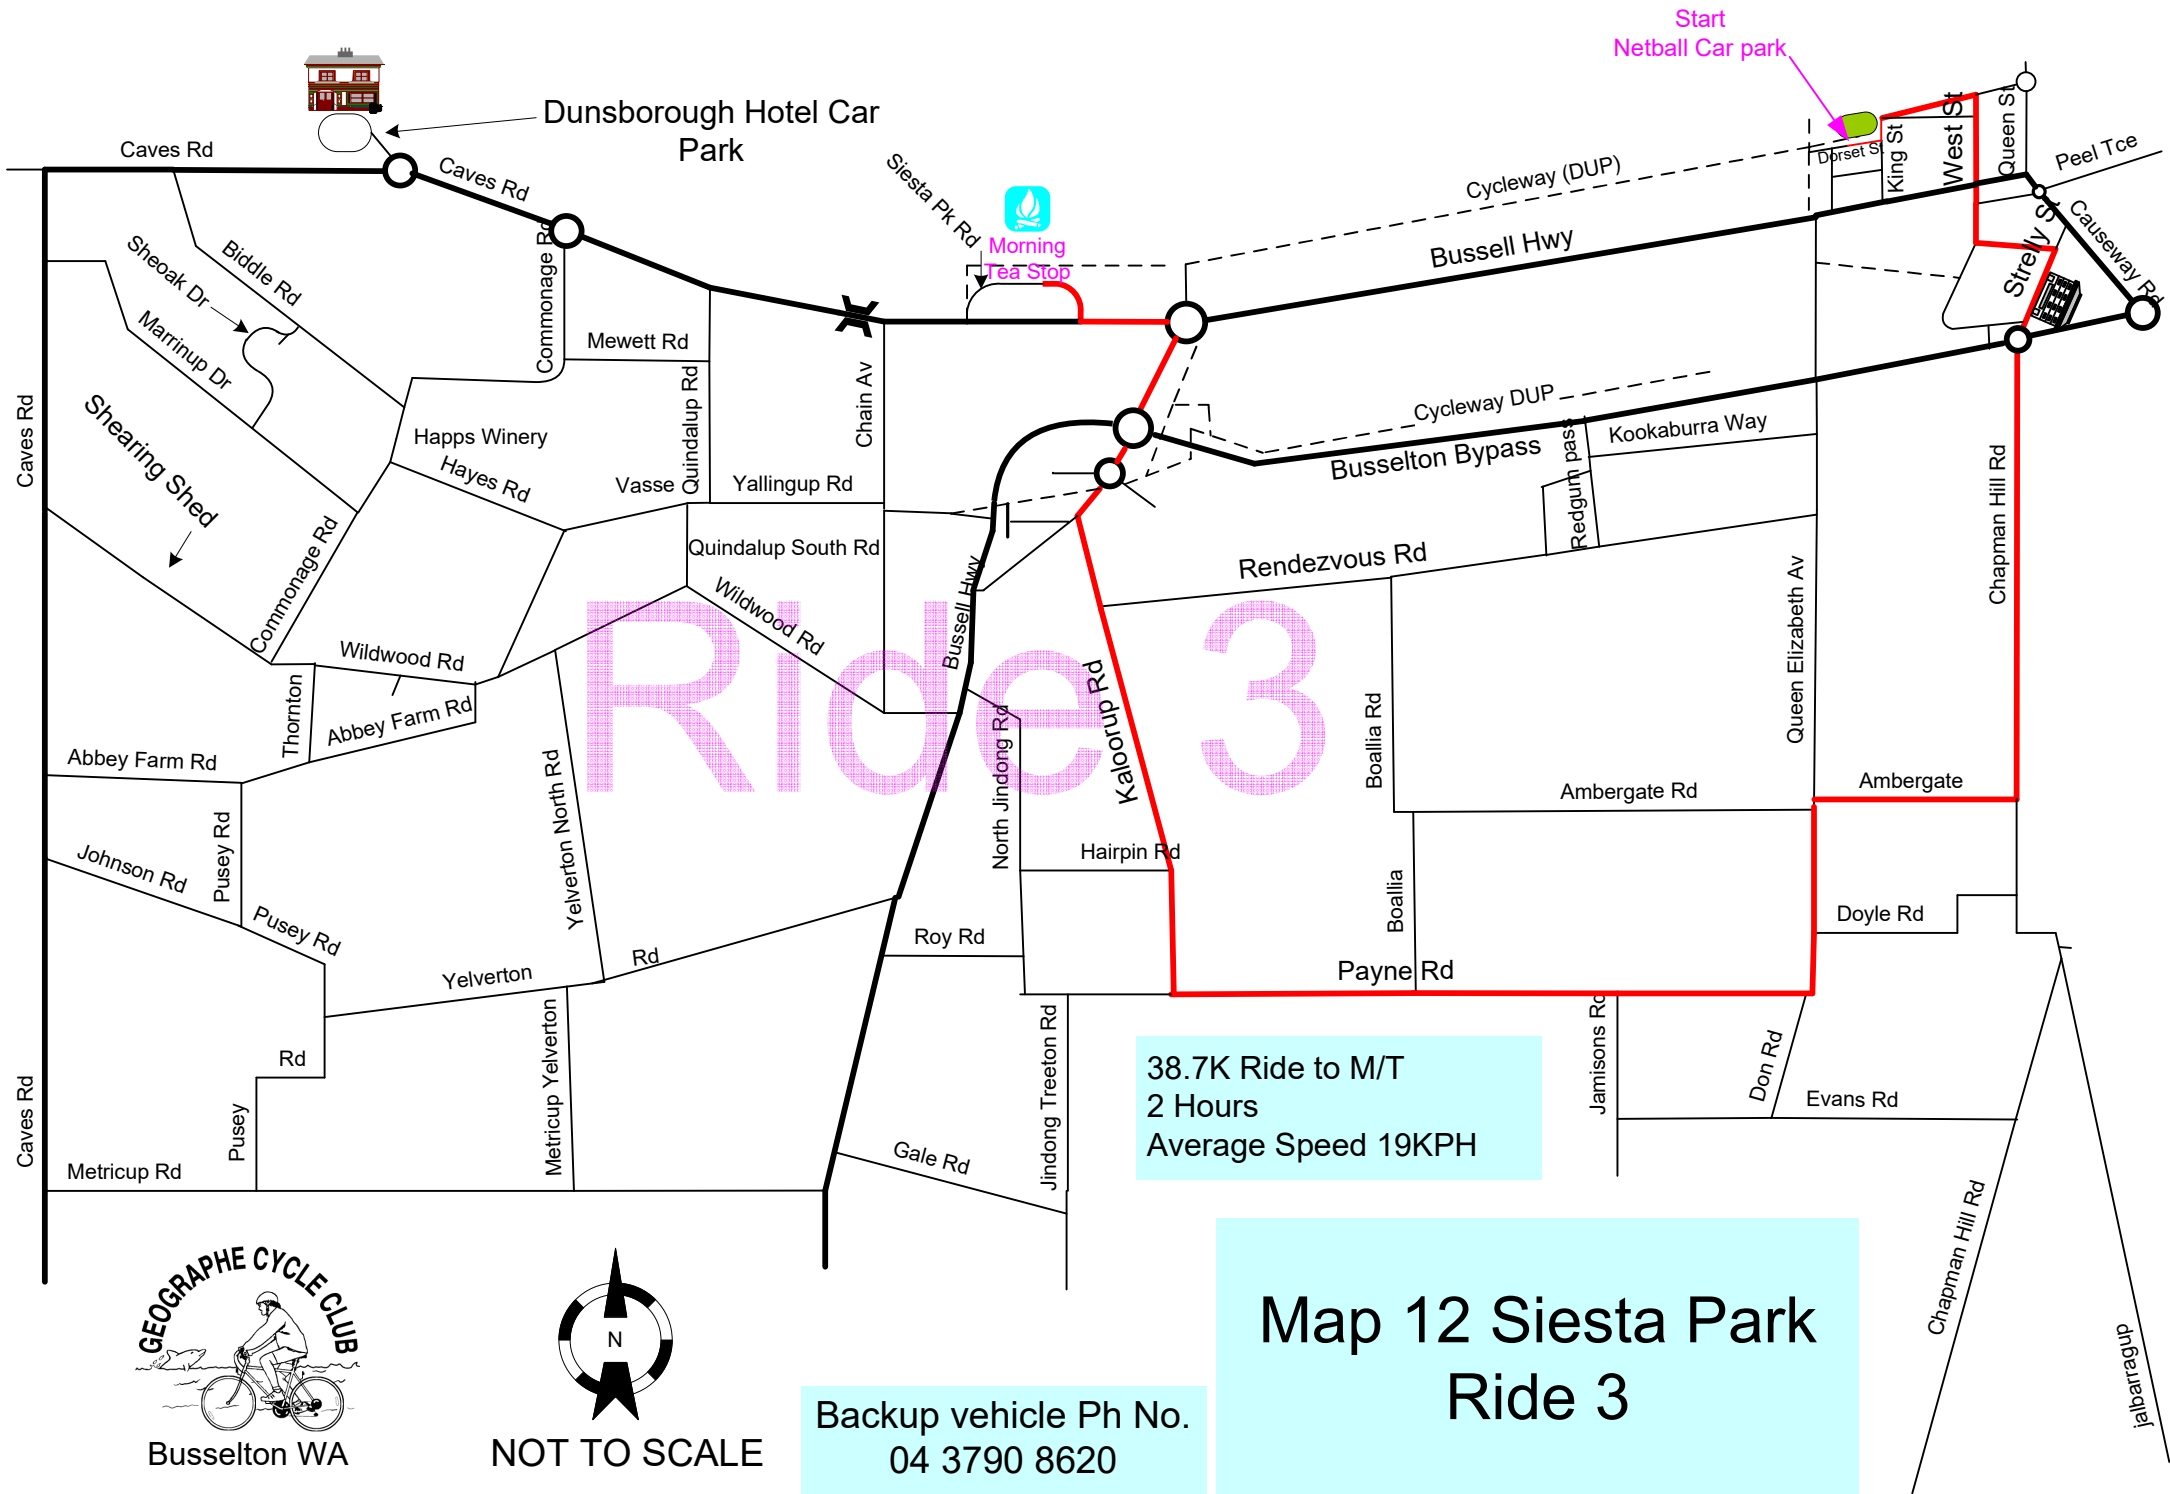 Start
Netball Car park
Dunsborough Hotel Car
Park
Caves Rd
Caves Rd
Siesta Pk Rd
Morning
Tea Stop
Cycleway (DUP)
Bussell Hwy
Dorset St
King St
West St
Queen St
Peel Tce
Causeway Rd
Strelly St
Biddle Rd
Sheoak Dr
Marrinup Dr
Commonage Rd
Mewett Rd
Quindalup Rd
Chain Av
Caves Rd
Shearing Shed
Happs Winery
Hayes Rd
Vasse
Yallingup Rd
Cycleway DUP
Busselton Bypass
Redgum pass
Kookaburra Way
Chapman Hill Rd
Quindalup South Rd
Wildwood Rd
Bussell Hwy
Rendezvous Rd
Queen Elizabeth Av
Commonage Rd
Wildwood Rd
Thornton
Abbey Farm Rd
Abbey Farm Rd
Ride 3
Kaloorup Rd
North Jindong Rd
Boallia Rd
Ambergate Rd
Ambergate
Yelverton North Rd
Pusey Rd
Johnson Rd
Pusey Rd
Hairpin Rd
Boallia
Doyle Rd
Roy Rd
Yelverton
Rd
Payne Rd
Rd
Pusey
Metricup Yelverton
Jindong Treeton Rd
Jamisons Rd
Don Rd
Evans Rd
Caves Rd
Metricup Rd
Gale Rd
38.7K Ride to M/T
2 Hours
Average Speed 19KPH
Chapman Hill Rd
jalbarragup
GEOGRAPHE CYCLE CLUB
Busselton WA
N
NOT TO SCALE
Backup vehicle Ph No.
04 3790 8620
Map 12 Siesta Park
Ride 3